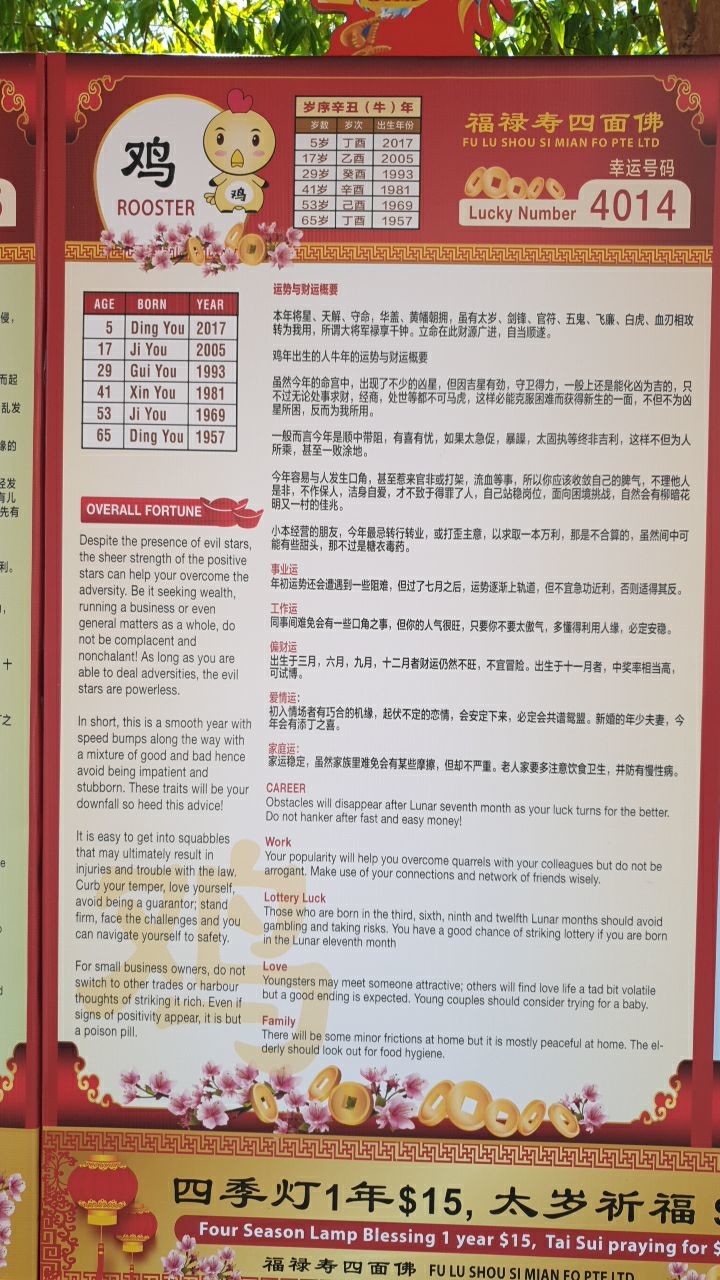 鸡
ROOSTER
鸡
岁序辛丑（牛）年
岁数 岁次 出生年份
5岁 丁酉 2017
17岁 乙酉 2005
29岁 癸酉 1993
41岁 辛酉 1981
53岁 己酉 1969
65岁 丁酉 1957
福禄寿四面佛
FU LU SHOU SI MIAN FO PTE LTD
幸运号码
Lucky Number 4014
AGE BORN YEAR
5 Ding You 2017
17 Ji You 2005
29 Gui You 1993
41 Xin You 1981
53 Ji You 1969
65 Ding You 1957
OVERALL FORTUNE
Despite the presence of evil stars,
the sheer strength of the positive
stars can help your overcome the
adversity. Be it seeking wealth,
running a business or even
general matters as a whole, do
not be complacent and
nonchalant! As long as you are
able to deal adversities, the evil
stars are powerless.
In short, this is a smooth year with
speed bumps along the way with
a mixture of good and bad hence
avoid being impatient and
stubborn. These traits will be your
downfall so heed this advice!
It is easy to get into squabbles
that may ultimately result in
injuries and trouble with the law.
Curb your temper, love yourself,
avoid being a guarantor; stand
firm, face the challenges and you
can navigate yourself to safety.
For small business owners, do not
switch to other trades or harbour
thoughts of striking it rich. Even if
signs of positivity appear, it is but
a poison pill.
运势与财运概要
本年将星、天解、守命，华盖、黄幡朝拥，虽有太岁、剑锋、官符、五鬼、飞廉、白虎、血刃相攻
转为我用，所谓大将军禄享千钟。立命在此财源广进，自当顺遂。
鸡年出生的人牛年的运势与财运概要
虽然今年的命宫中，出现了不少的凶星，但因吉星有劲，守卫得力，一般上还是能化凶为吉的，只
不过无论处事求财，经商，处世等都不可马虎，这样必能克服困难而获得新生的一面，不但不为凶
星所困，反而为我所用。
一般而言今年是顺中带阻，有喜有忧，如果太急促，暴躁，太固执等终非吉利，这样不但为人
所乘，甚至一败涂地。
今年容易与人发生口角，甚至惹来官非或打架，流血等事，所以你应该收敛自己的脾气，不理他人
是非，不作保人，洁身自爱，才不致于得罪了人，自己站稳岗位，面向困境挑战，自然会有柳暗花
明又一村的佳兆。
小本经营的朋友，今年最忌转行转业，或打歪主意，以求取一本万利，那是不合算的，虽然间中可
能有些甜头，那不过是糖衣毒药。
事业运
年初运势还会遭遇到一些阻难，但过了七月之后，运势逐渐上轨道，但不宜急功近利，否则适得其反。
工作运
同事间难免会有一些口角之事，但你的人气很旺，只要你不要太傲气，多懂得利用人缘，必定安稳。
偏财运
出生于三月，六月，九月，十二月者财运仍然不旺，不宜冒险。出生于十一月者，中奖率相当高，
可试博。
爱情运：
初入情场者有巧合的机缘，起伏不定的恋情，会安定下来，必定会共谱鸳盟。新婚的年少夫妻，今
年会有添丁之喜。
家庭运：
家运稳定，虽然家族里难免会有某些摩擦，但却不严重。老人家要多注意饮食卫生，并防有慢性病。
CAREER
Obstacles will disappear after Lunar seventh month as your luck turns for the better.
Do not hanker after fast and easy money!
Work
Your popularity will help you overcome quarrels with your colleagues but do not be
arrogant. Make use of your connections and network of friends wisely.
Lottery Luck
Those who are born in the third, sixth, ninth and twelfth Lunar months should avoid
gambling and taking risks. You have a good chance of striking lottery if you are born
in the Lunar eleventh month
Love
Youngsters may meet someone attractive; others will find love life a tad bit volatile
but a good ending is expected. Young couples should consider trying for a baby.
Family
There will be some minor frictions at home but it is mostly peaceful at home. The el-
derly should look out for food hygiene.
鸡
四季灯1年$15, 太岁祈福 $
Four Season Lamp Blessing 1 year $15, Tai Sui praying for $
福禄寿四面佛 FU LU SHOU SI MIAN FO PTE LTD